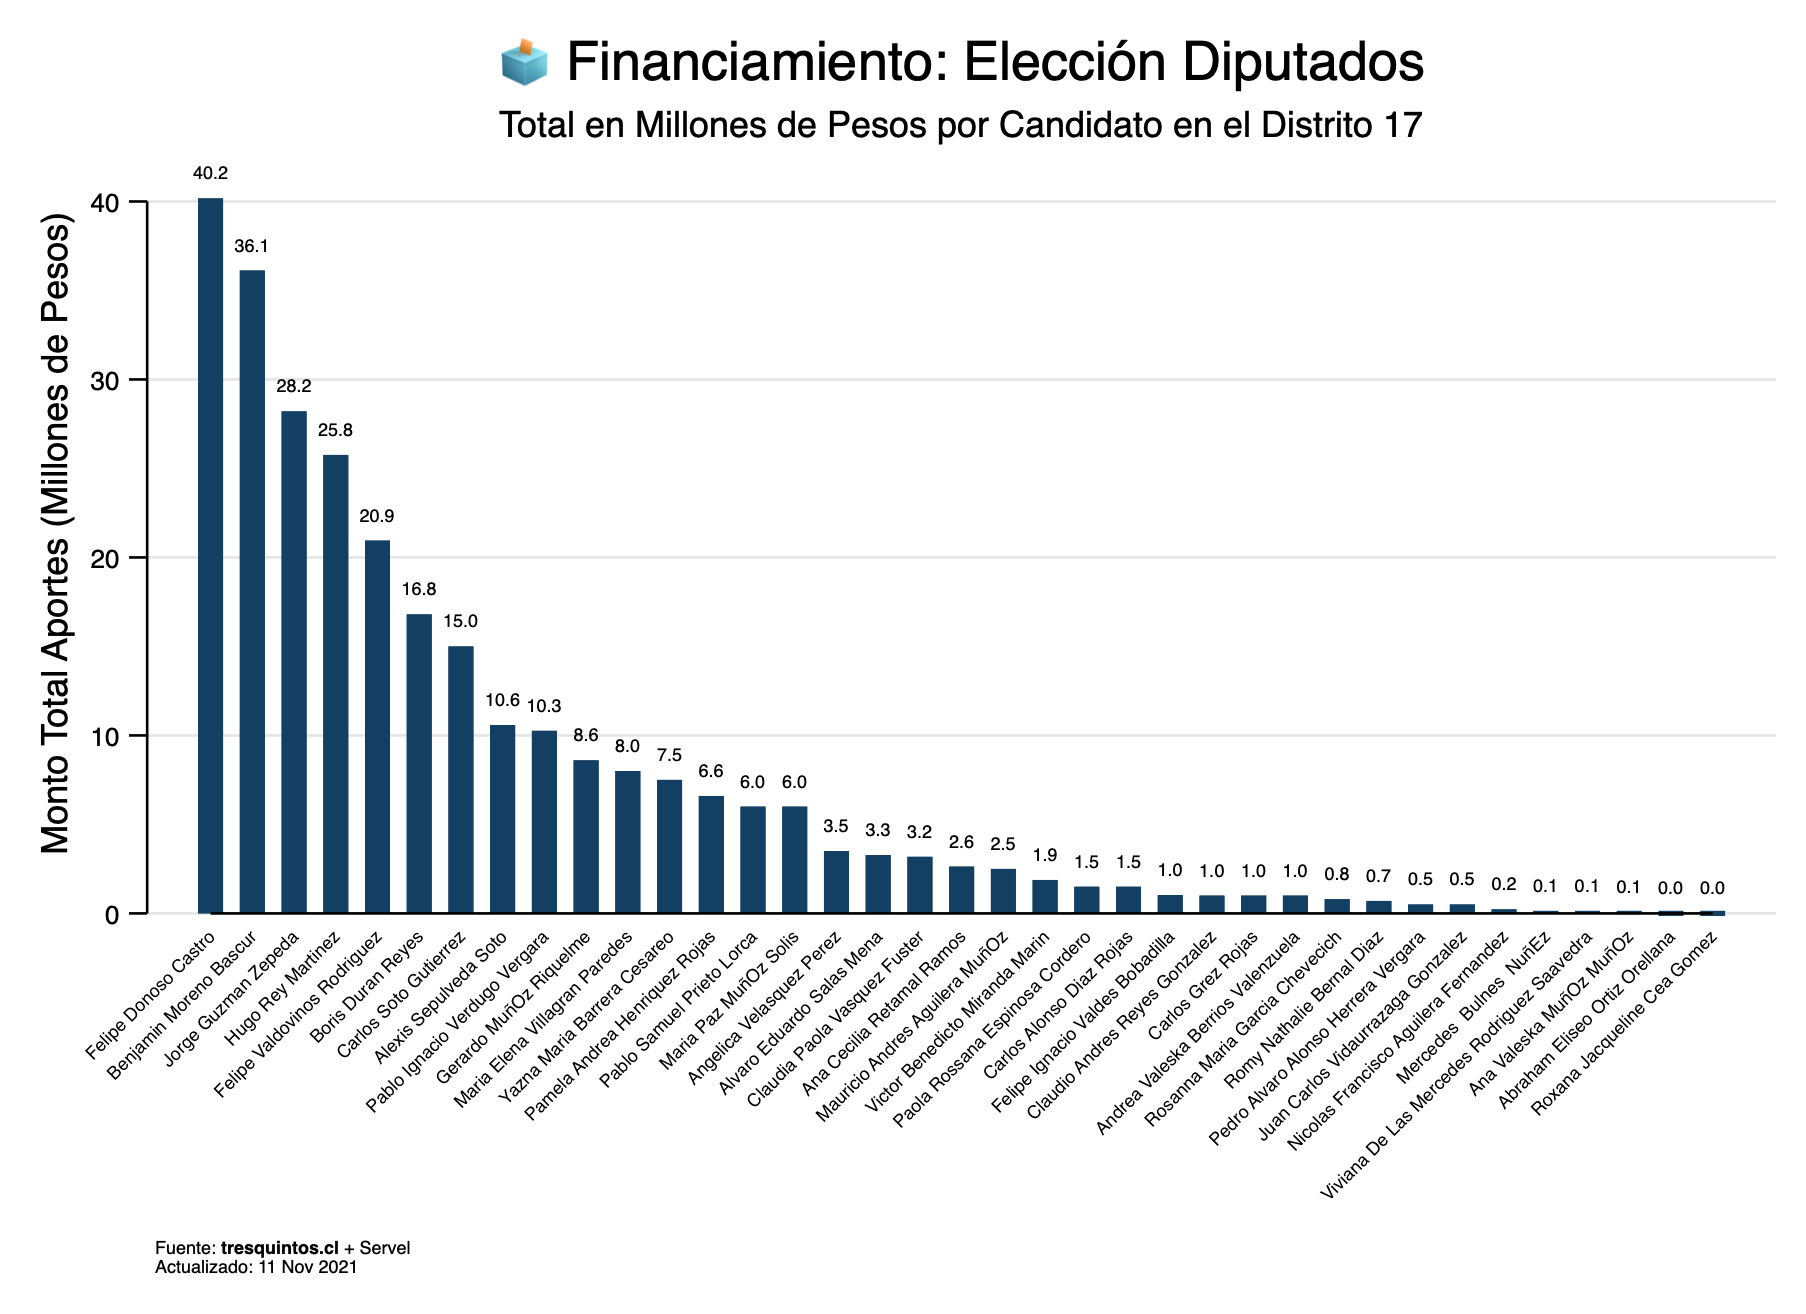 Financiamiento: Elección Diputados
Total en Millones de Pesos por Candidato en el Distrito 17
Monto Total Aportes (Millones de Pesos)
40
30
20
10
0
40.2
36.1
28.2
25.8
20.9
16.8
15.0
10.6
10.3
8.6
8.0
7.5
6.6
6.0
6.0
3.5
3.3
3.2
2.6
2.5
1.9
1.5
1.5
1.0
1.0
1.0
1.0
0.8
0.7
0.5
0.5
0.2
0.1
0.1
0.1
0.0
0.0
Felipe Donoso Castro
Benjamin Moreno Bascur
Jorge Guzman Zepeda
Hugo Rey Martinez
Felipe Valdovinos Rodriguez
Boris Duran Reyes
Carlos Soto Gutierrez
Alexis Sepulveda Soto
Pablo Ignacio Verdugo Vergara
Gerardo MuñOz Riquelme
Maria Elena Villagran Paredes
Yazna Maria Barrera Cesareo
Pamela Andrea Henriquez Rojas
Pablo Samuel Prieto Lorca
Maria Paz MuñOz Solis
Angelica Velasquez Perez
Alvaro Eduardo Salas Mena
Claudia Paola Vasquez Fuster
Ana Cecilia Retamal Ramos
Mauricio Andres Aguilera MuñOz
Victor Benedicto Miranda Marin
Paola Rossana Espinosa Cordero
Carlos Alonso Diaz Rojas
Felipe Ignacio Valdes Bobadilla
Claudio Andres Reyes Gonzalez
Carlos Grez Rojas
Andrea Valeska Berrios Valenzuela
Rosanna Maria Garcia Chevecich
Romy Nathalie Bernal Diaz
Pedro Alvaro Alonso Herrera Vergara
Juan Carlos Vidaurrazaga Gonzalez
Nicolas Francisco Aguilera Fernandez
Mercedes  Bulnes  NuñEz
Viviana De Las Mercedes Rodriguez Saavedra
Ana Valeska MuñOz MuñOz
Abraham Eliseo Ortiz Orellana
Roxana Jacqueline Cea Gomez
Fuente: tresquintos.cl + Servel
Actualizado: 11 Nov 2021